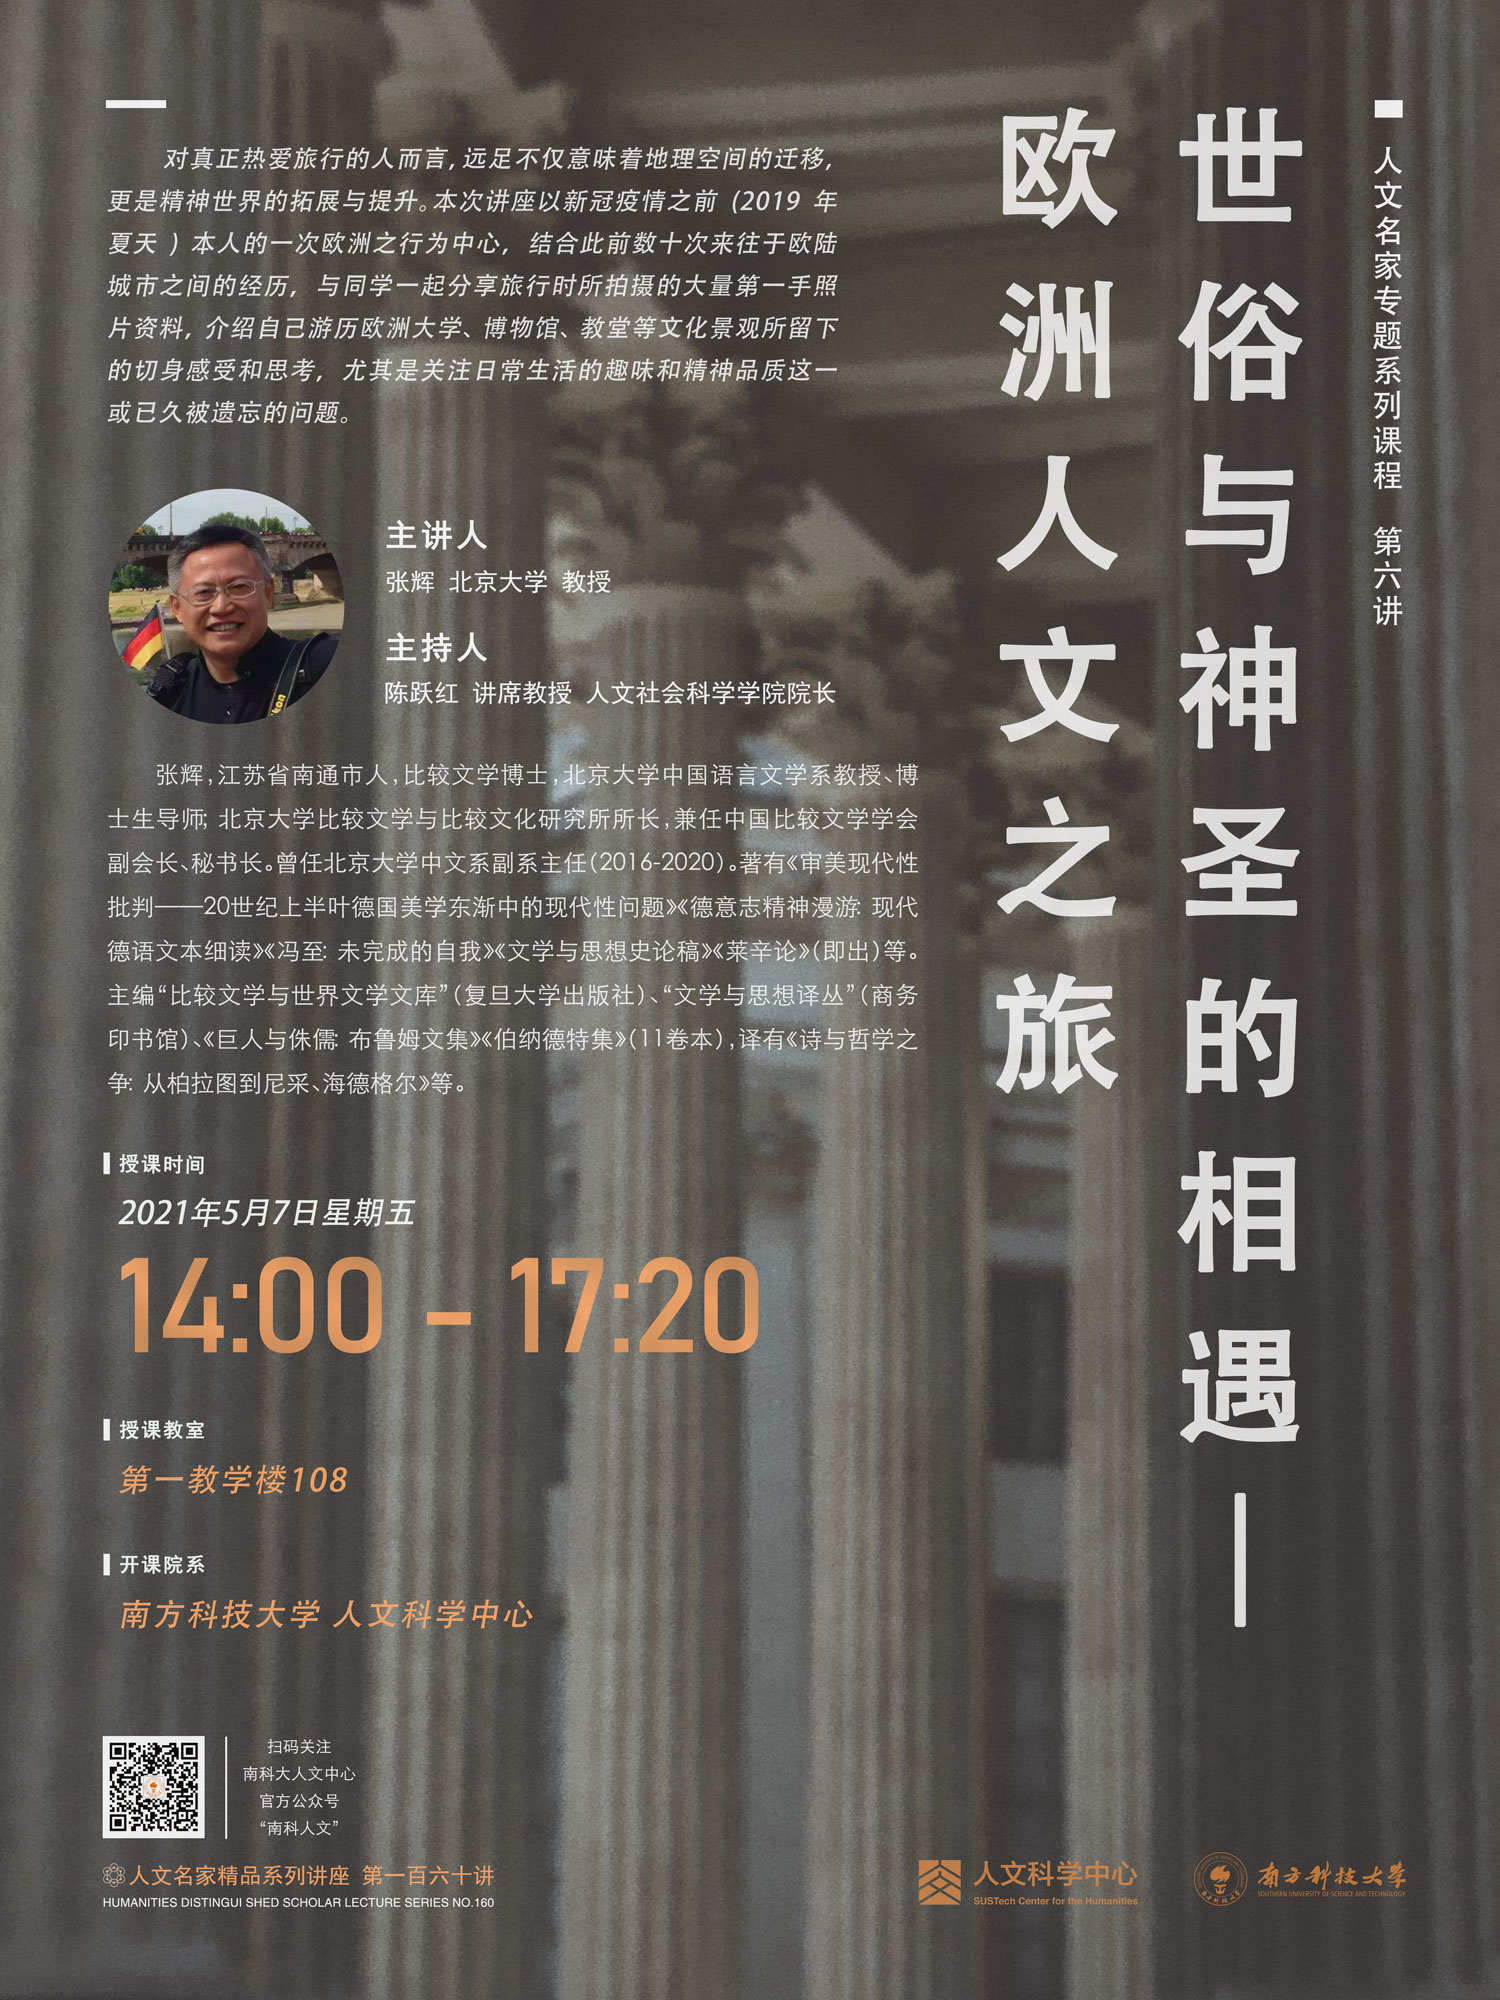 人文名家专题系列课程 第六讲
世俗与神圣的相遇——
欧洲人文之旅
对真正热爱旅行的人而言,远足不仅意味着地理空间的迁移,
更是精神世界的拓展与提升。本次讲座以新冠疫情之前 (2019 年
夏天 ) 本人的一次欧洲之行为中心, 结合此前数十次来往于欧陆
城市之间的经历, 与同学一起分享旅行时所拍摄的大量第一手照
片资料, 介绍自己游历欧洲大学、博物馆、教堂等文化景观所留下
的切身感受和思考, 尤其是关注日常生活的趣味和精神品质这一
或已久被遗忘的问题。
主讲人
张辉 北京大学 教授
主持人
陈跃红 讲席教授 人文社会科学学院院长
张辉,江苏省南通市人,比较文学博士,北京大学中国语言文学系教授、博
士生导师; 北京大学比较文学与比较文化研究所所长,兼任中国比较文学学会
副会长、秘书长。曾任北京大学中文系副系主任(2016-2020)。著有《审美现代性
批判——20世纪上半叶德国美学东渐中的现代性问题》《德意志精神漫游: 现代
德语文本细读》《冯至: 未完成的自我》《文学与思想史论稿》《莱辛论》(即出)等。
主编“比较文学与世界文学文库”(复旦大学出版社)、“文学与思想译丛”(商务
印书馆)、《巨人与侏儒: 布鲁姆文集》《伯纳德特集》(11卷本),译有《诗与哲学之
争: 从柏拉图到尼采、海德格尔》等。
授课时间
2021年5月7日星期五
14:00 - 17:20
授课教室
第一教学楼108
开课院系
南方科技大学 人文科学中心
扫码关注
南科大人文中心
官方公众号
“南科人文”
人文名家精品系列讲座 第一百六十讲
HUMANITIES DISTINGUI SHED SCHOLAR LECTURE SERIES NO.160
人文科学中心
SUSTech Center for the Humanities
南方科技大学
SOUTHERN UNIVERSITY OF SCIENCE AND TECHNOLOGY